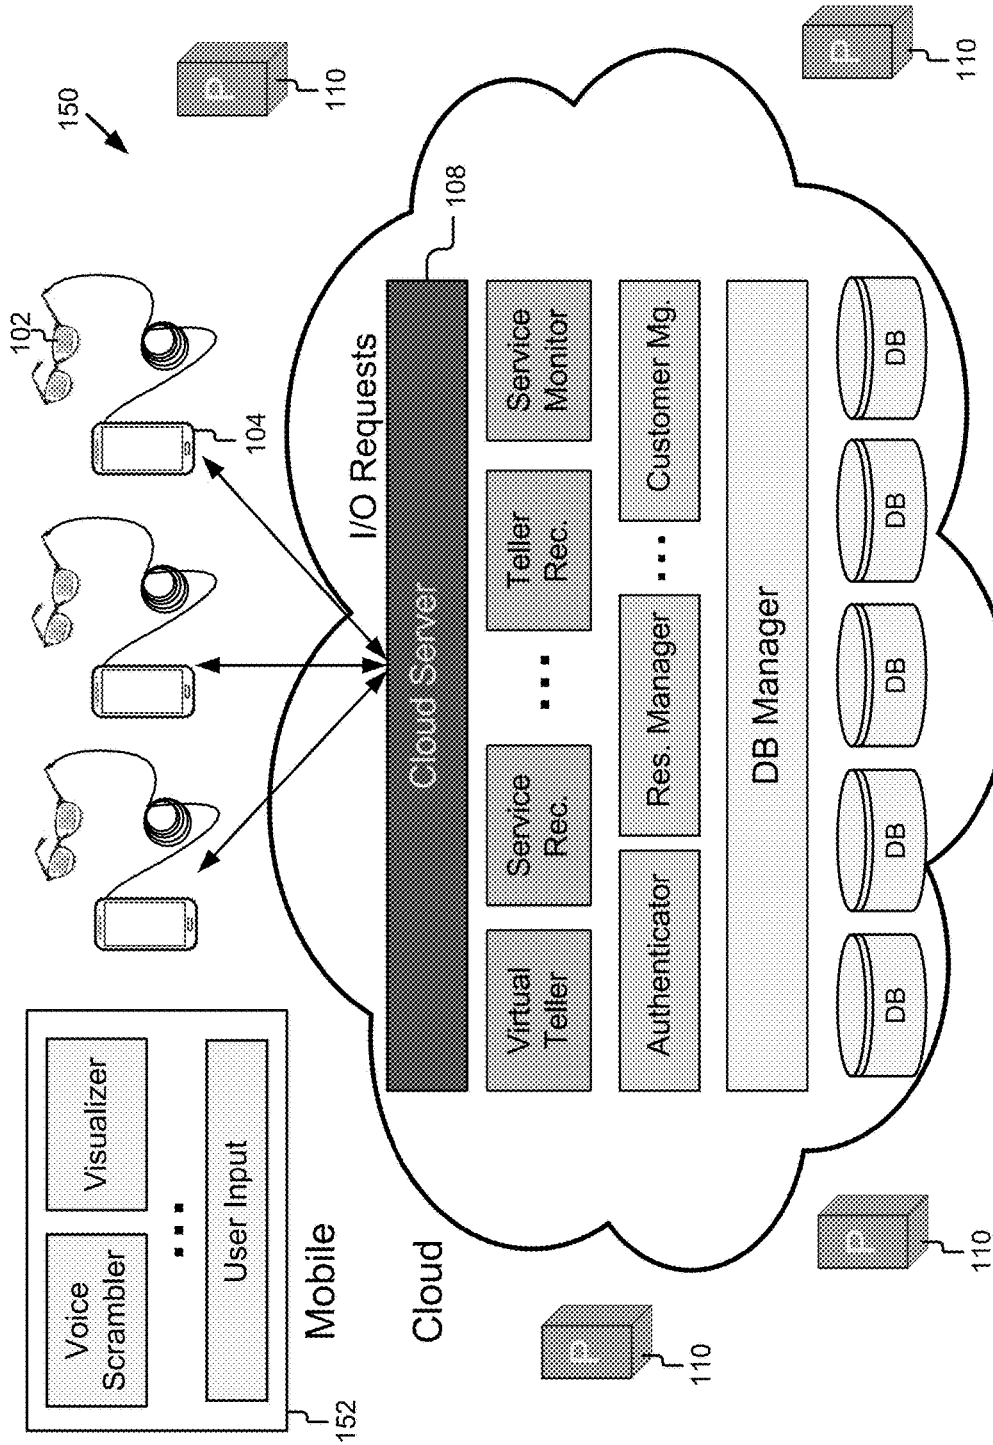 152
Voice
Scrambler
Visualizer
...
User Input
Mobile
102
104
150
P
110
Cloud
I/O Requests
Cloud Server
108
Virtual
Teller
Service
Rec.
...
Teller
Rec.
Service
Monitor
Authenticator
Res. Manager
...
Customer Mg.
DB Manager
DB
DB
DB
DB
DB
P
110
P
110
P
110